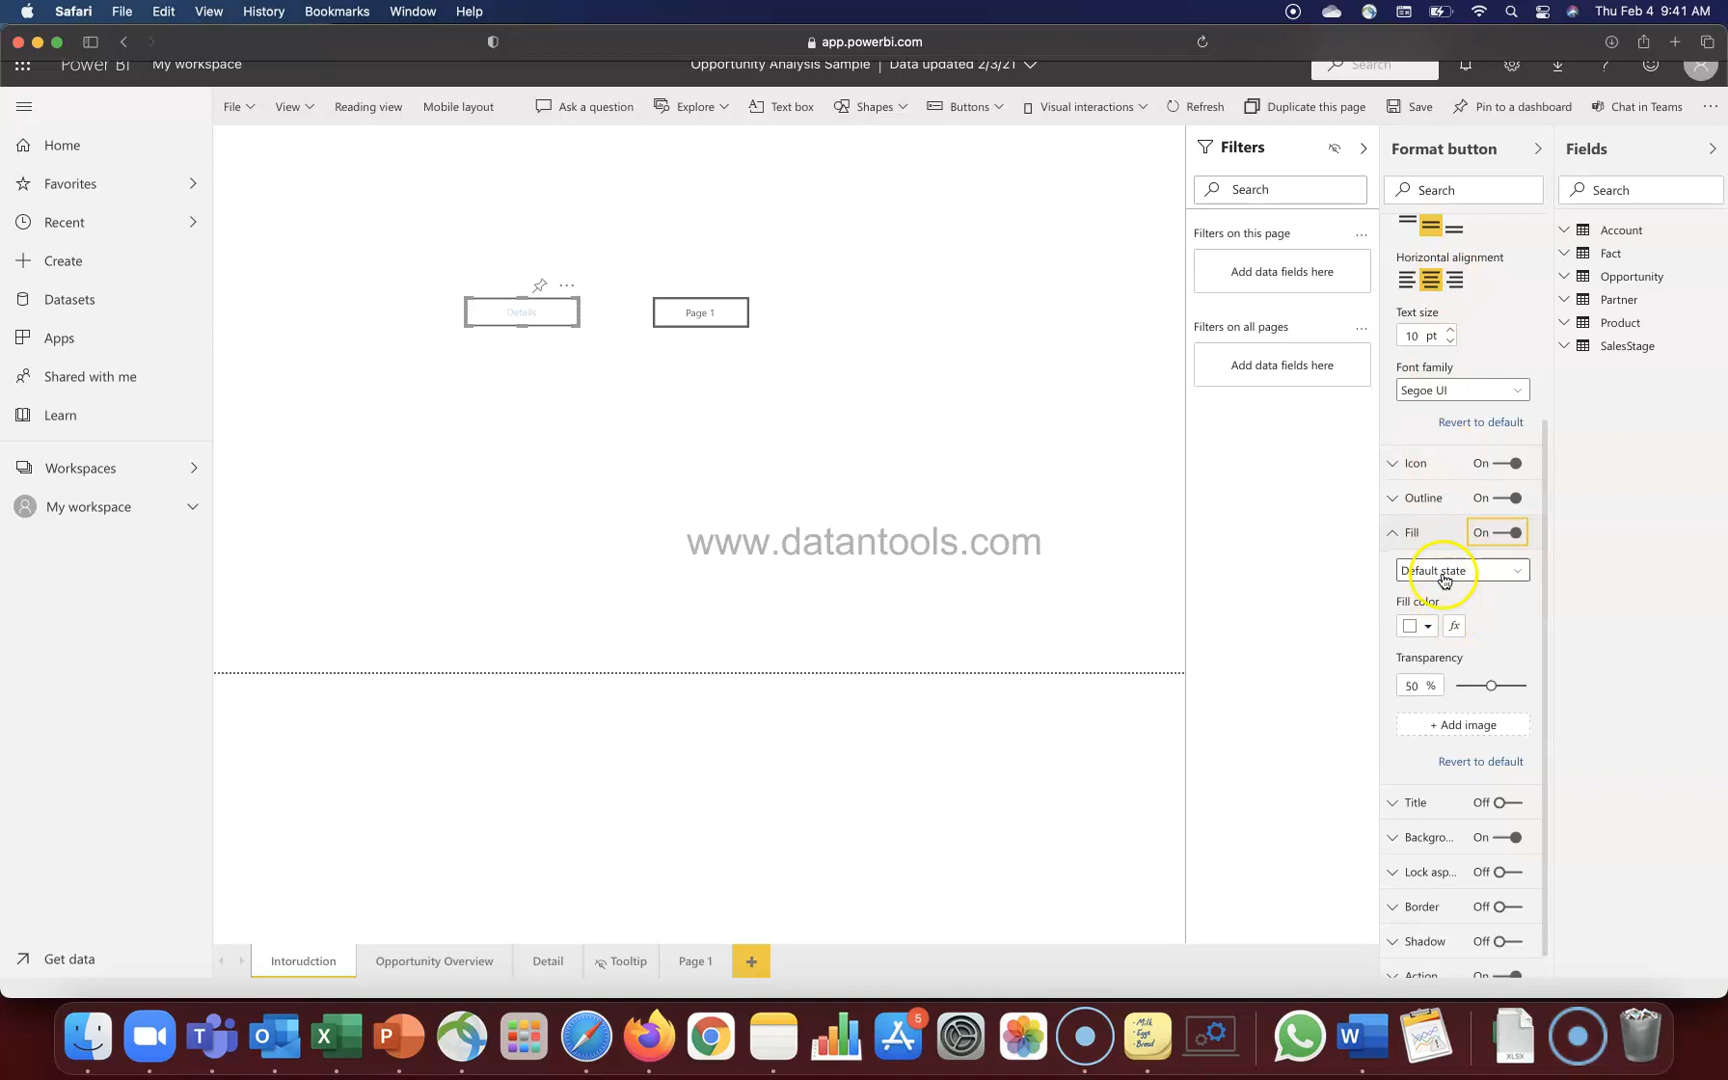 Safari File Edit View History Bookmarks Window Help Thu Feb 4 9:41 AM
app.powerbi.com
Power BI My workspace Opportunity Analysis Sample | Data updated 2/3/21 Search
File View Reading view Mobile layout Ask a question Explore Text box Shapes Buttons Visual interactions Refresh Duplicate this page Save Pin to a dashboard Chat in Teams
Home
Favorites
Recent
Create
Datasets
Apps
Shared with me
Learn
Workspaces
My workspace
Get data
Details
Page 1
www.datantools.com
Filters
Search
Filters on this page
Add data fields here
Filters on all pages
Add data fields here
Format button
Search
Horizontal alignment
Text size
10 pt
Font family
Segoe UI
Revert to default
Icon On
Outline On
Fill On
Default state
Fill color
fx
Transparency
50 %
+ Add image
Revert to default
Title Off
Backgro... On
Lock asp... Off
Border Off
Shadow Off
Action On
Fields
Search
Account
Fact
Opportunity
Partner
Product
SalesStage
Intorudction Opportunity Overview Detail Tooltip Page 1
5
Milk
Eggs
Bread
XLSX